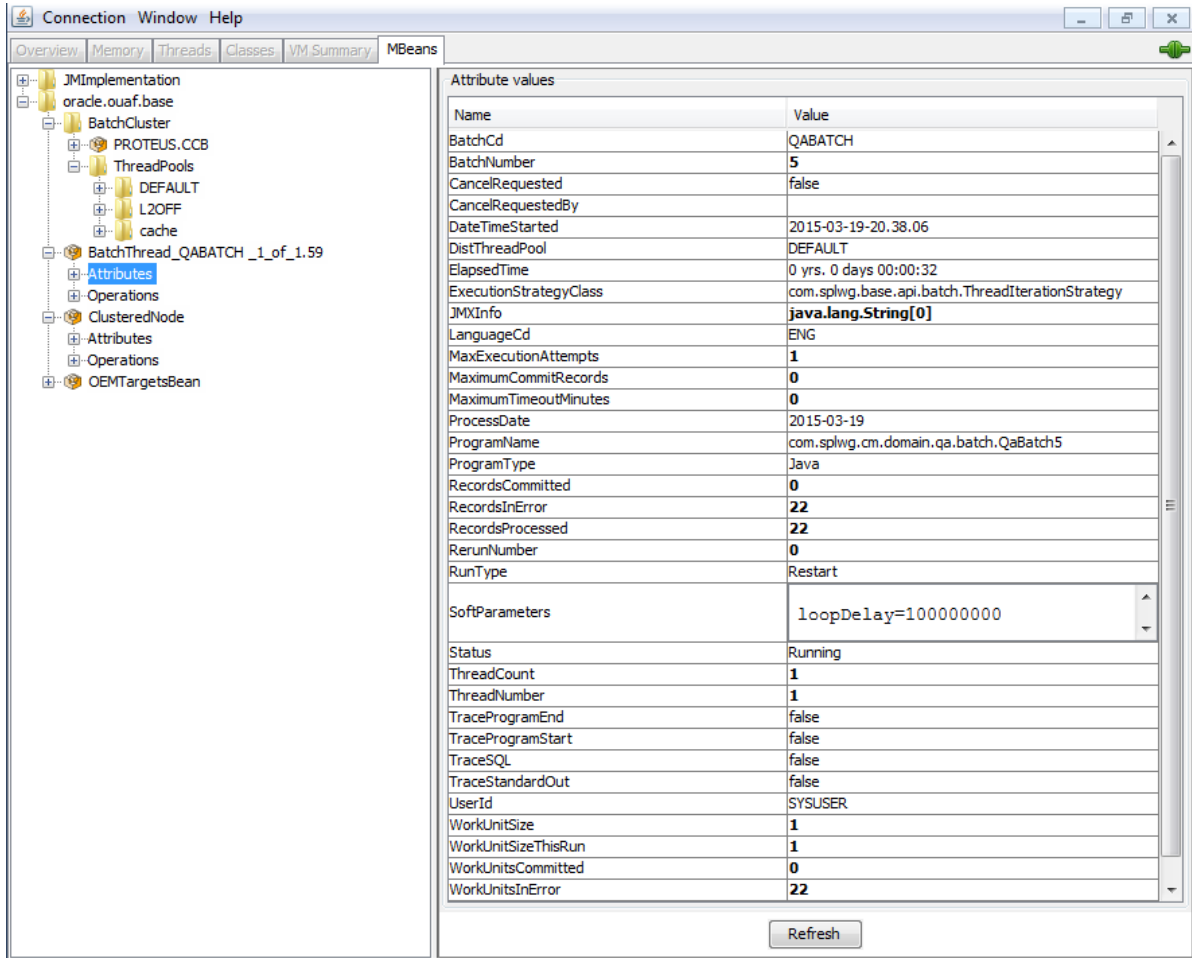 Connection Window Help
Overview Memory Threads Classes VM Summary MBeans
JMImplementation
oracle.ouaf.base
BatchCluster
PROTEUS.CCB
ThreadPools
DEFAULT
L2OFF
cache
BatchThread_QABATCH _1_of_1.59
Attributes
Operations
ClusteredNode
Attributes
Operations
OEMTargetsBean
Attribute values
Name Value
BatchCd QABATCH
BatchNumber 5
CancelRequested false
CancelRequestedBy
DateTimeStarted 2015-03-19-20.38.06
DistThreadPool DEFAULT
ElapsedTime 0 yrs. 0 days 00:00:32
ExecutionStrategyClass com.splwg.base.api.batch.ThreadIterationStrategy
JMXInfo java.lang.String[0]
LanguageCd ENG
MaxExecutionAttempts 1
MaximumCommitRecords 0
MaximumTimeoutMinutes 0
ProcessDate 2015-03-19
ProgramName com.splwg.cm.domain.qa.batch.QaBatch5
ProgramType Java
RecordsCommitted 0
RecordsInError 22
RecordsProcessed 22
RerunNumber 0
RunType Restart
SoftParameters loopDelay=100000000
Status Running
ThreadCount 1
ThreadNumber 1
TraceProgramEnd false
TraceProgramStart false
TraceSQL false
TraceStandardOut false
UserId SYSUSER
WorkUnitSize 1
WorkUnitSizeThisRun 1
WorkUnitsCommitted 0
WorkUnitsInError 22
Refresh